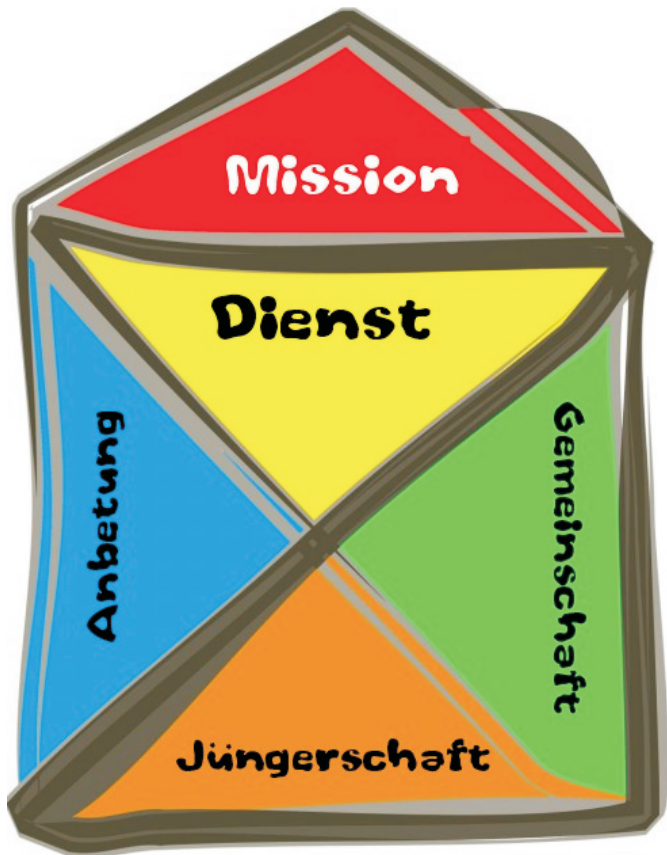 Mission
Dienst
Anbetung
Gemeinschaft
Jüngerschaft